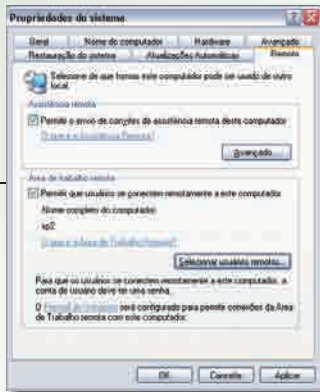 Propriedades do sistema
Geral Nome do computador Hardware Avançado
Restauração do sistema Atualizações Automáticas Remoto
Selecione de que forma este computador pode ser usado de outro
local.
Assistência remota
Permitir o envio de convites de assistência remota deste computador
O que é a Assistência Remota?
Avançado...
Área de trabalho remota
Permitir que usuários se conectem remotamente a este computador
Nome completo do computador:
xp2
O que é a Área de Trabalho Remota?
Selecionar usuários remotos...
Para que os usuários se conectem remotamente a este computador, a
conta de usuário deve ter uma senha.
O Firewall do Windows será configurado para permitir conexões da Área
de Trabalho remota com este computador.
OK Cancelar Aplicar